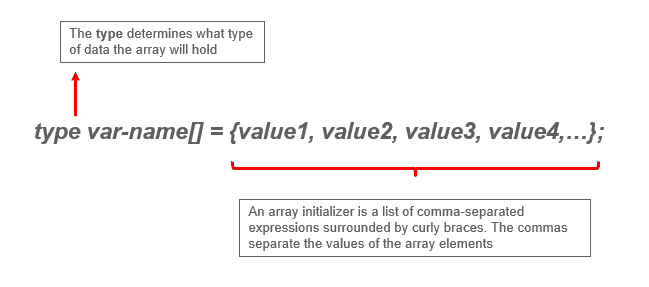 The type determines what type
of data the array will hold
type var-name[] = {value1, value2, value3, value4,...};
An array initializer is a list of comma-separated
expressions surrounded by curly braces. The commas
separate the values of the array elements